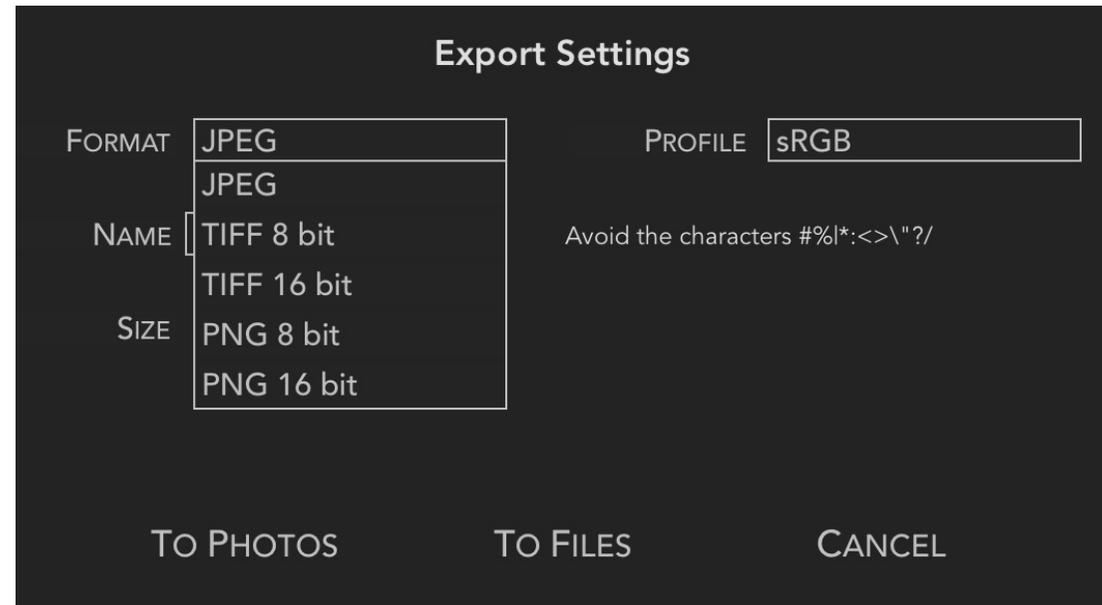 Export Settings
FORMAT JPEG PROFILE sRGB
JPEG
NAME TIFF 8 bit Avoid the characters #%|*:<>\"?/
TIFF 16 bit
SIZE PNG 8 bit
PNG 16 bit
TO PHOTOS TO FILES CANCEL